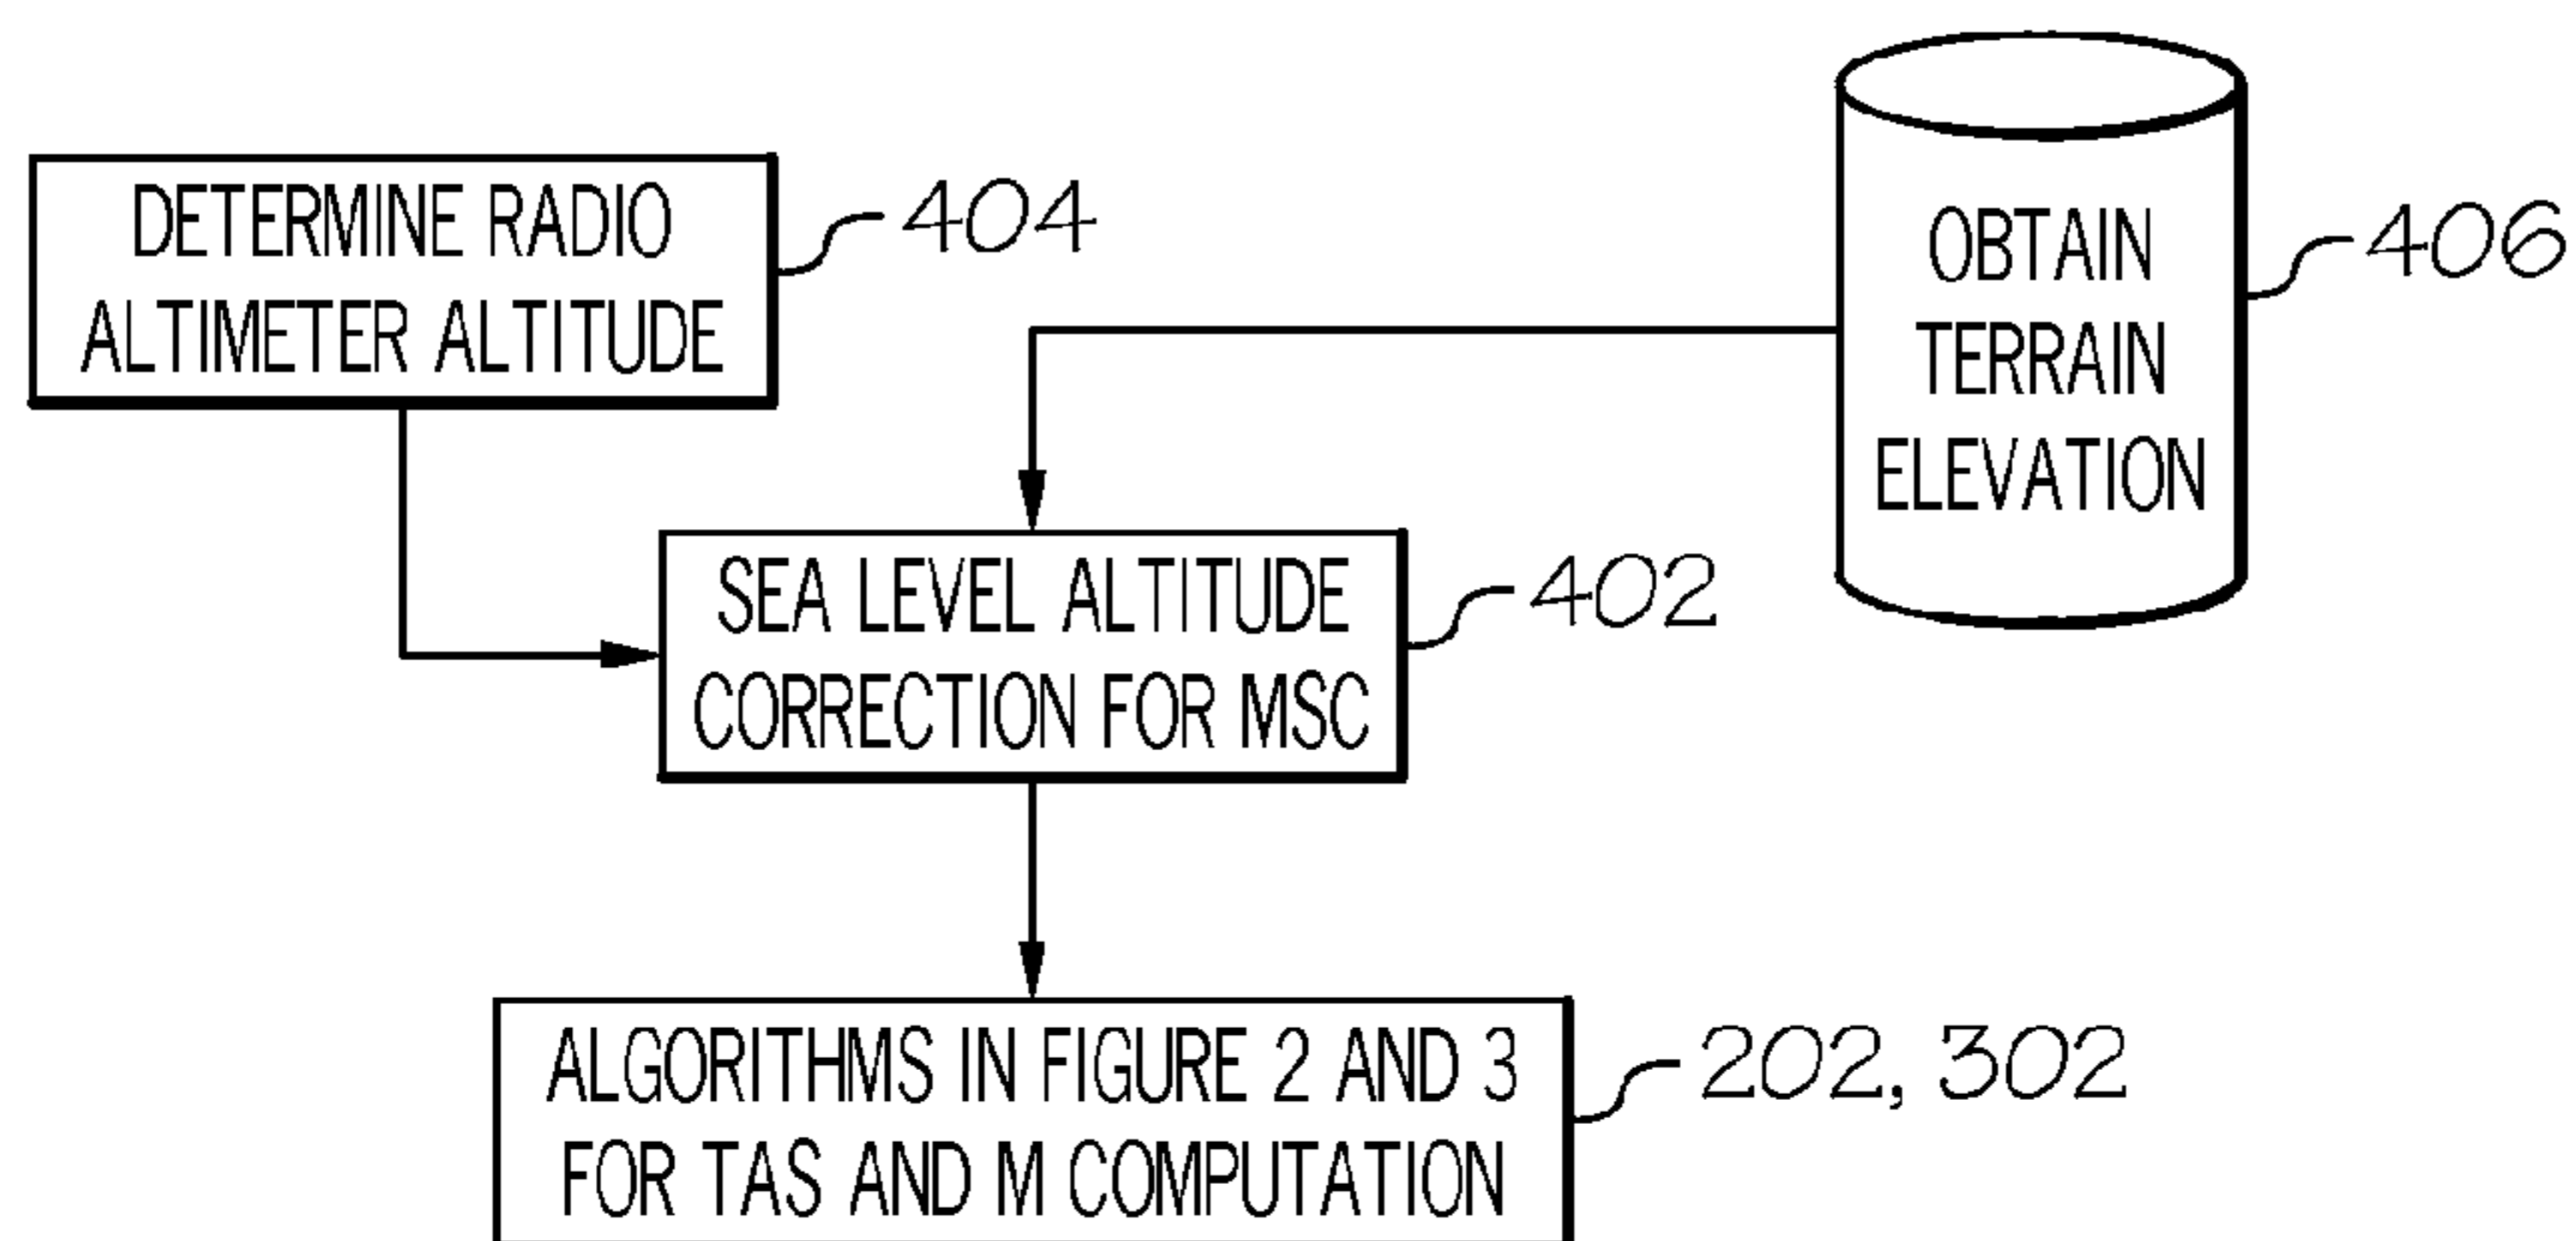 DETERMINE RADIO
ALTIMETER ALTITUDE
404
OBTAIN
TERRAIN
ELEVATION
406
SEA LEVEL ALTITUDE
CORRECTION FOR MSC
402
ALGORITHMS IN FIGURE 2 AND 3
FOR TAS AND M COMPUTATION
202, 302